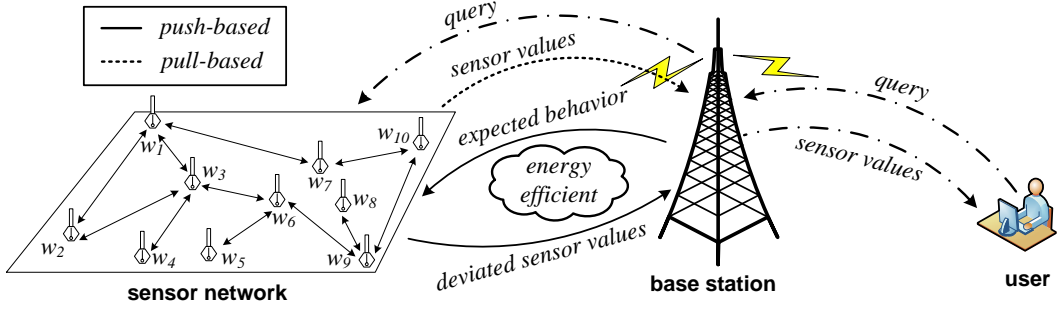 push-based
pull-based
query
sensor values
expected behavior
energy
efficient
deviated sensor values
query
sensor values
w1
w2
w3
w4
w5
w6
w7
w8
w9
w10
sensor network
base station
user